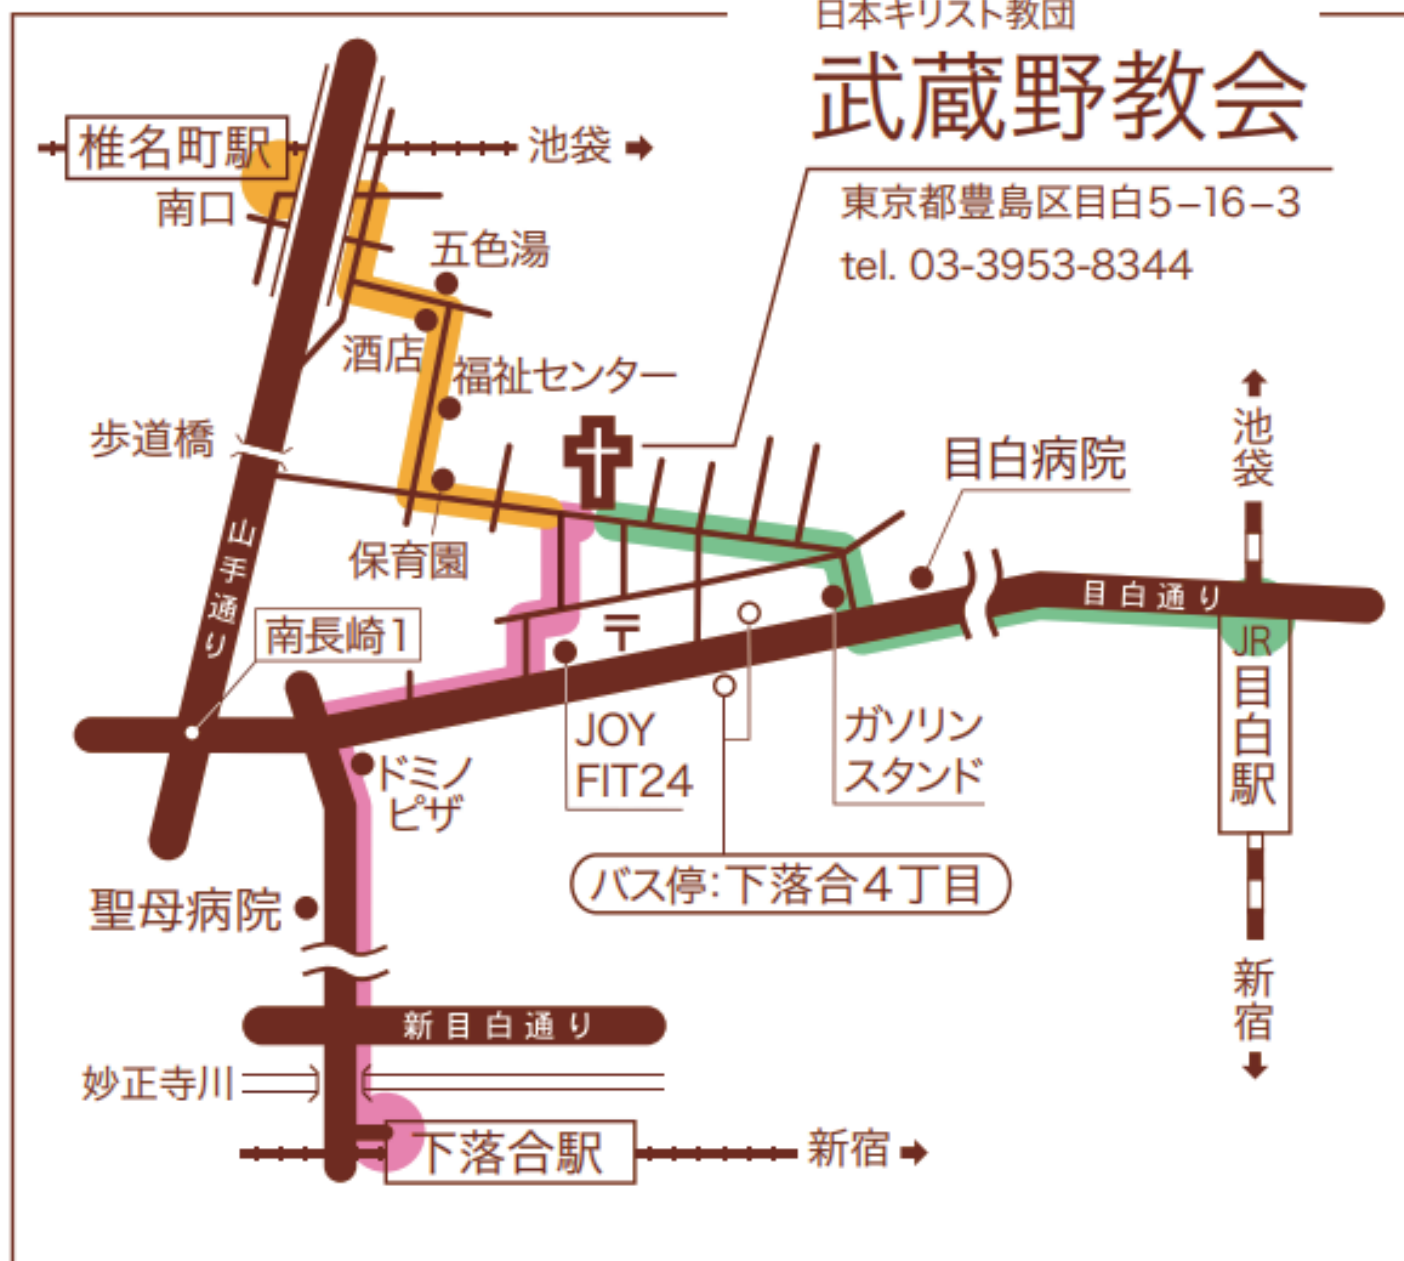 日本キリスト教団
武蔵野教会
東京都豊島区目白5-16-3
tel. 03-3953-8344
椎名町駅
池袋
南口
五色湯
酒店
福祉センター
歩道橋
目白病院
池袋
山手通り
保育園
目白通り
南長崎1
〒
JR
目白駅
JOY
FIT24
ガソリン
スタンド
ドミノ
ピザ
バス停:下落合4丁目
聖母病院
新宿
新目白通り
妙正寺川
下落合駅
新宿